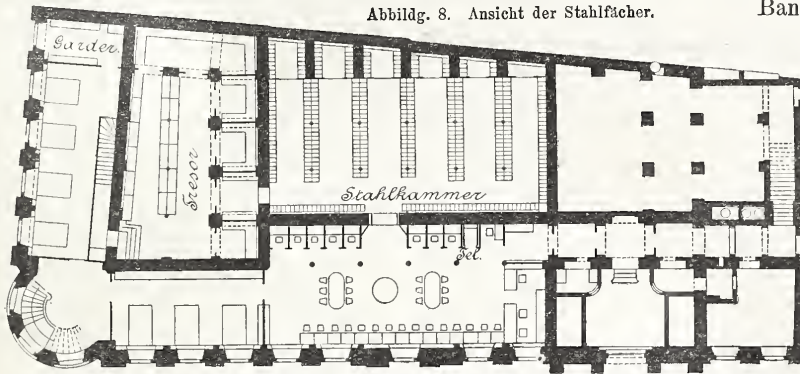 Abbildg. 8. Ansicht der Stahlfächer.
Ban
Garder.
Tresor
Stahlkammer
Tel.